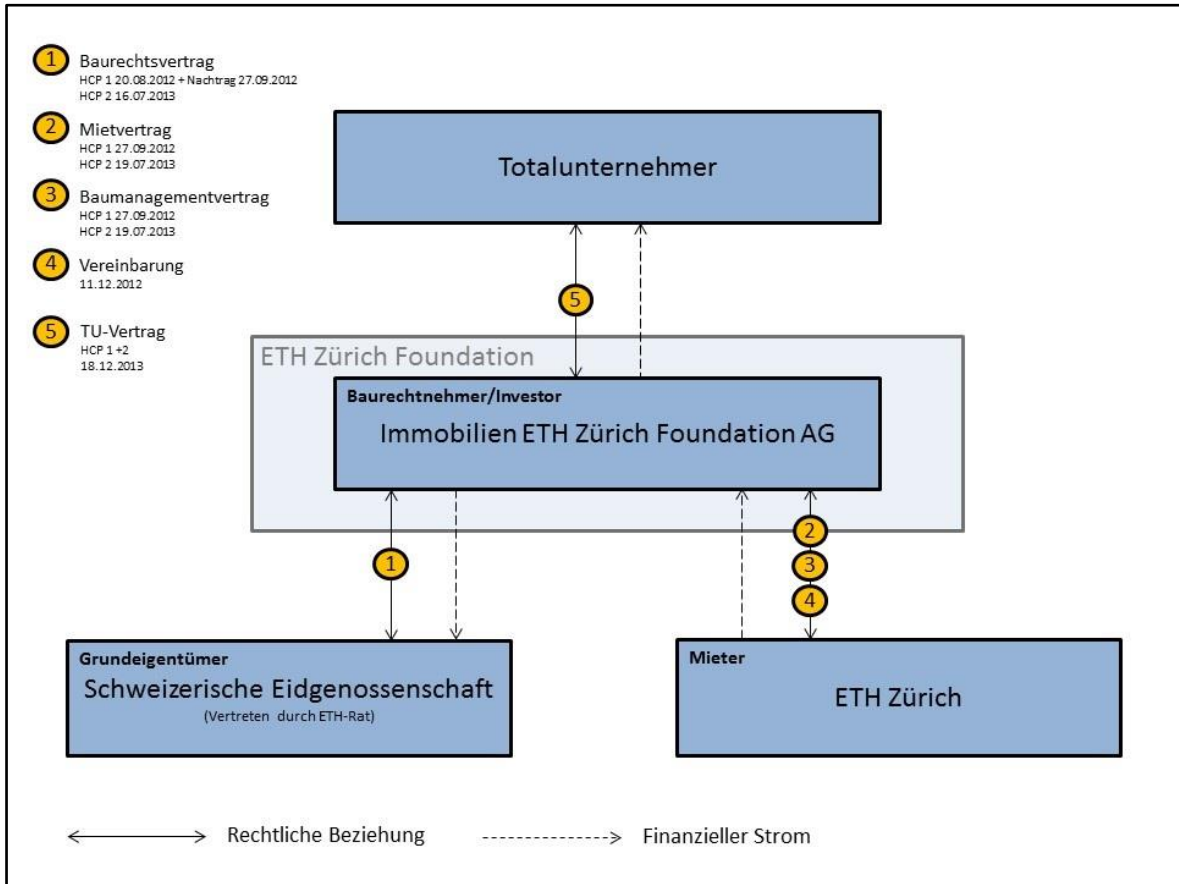 1
Baurechtsvertrag
HCP 1 20.08.2012 + Nachtrag 27.09.2012
HCP 2 16.07.2013
2
Mietvertrag
HCP 1 27.09.2012
HCP 2 19.07.2013
3
Baumanagementvertrag
HCP 1 27.09.2012
HCP 2 19.07.2013
4
Vereinbarung
11.12.2012
5
TU-Vertrag
HCP 1 +2
18.12.2013
Totalunternehmer
5
ETH Zürich Foundation
Baurechtnehmer/Investor
Immobilien ETH Zürich Foundation AG
1
2
3
4
Grundeigentümer
Schweizerische Eidgenossenschaft
(Vertreten durch ETH-Rat)
Mieter
ETH Zürich
Rechtliche Beziehung
Finanzieller Strom